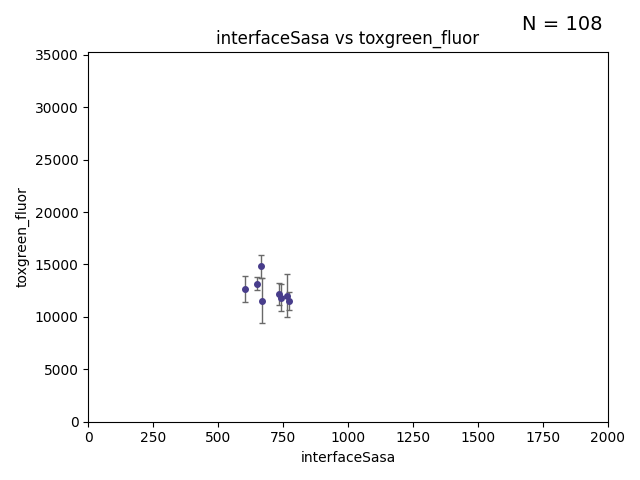 N = 108
interfaceSasa vs toxgreen_fluor
35000
30000
25000
20000
15000
10000
5000
0
toxgreen_fluor
0 250 500 750 1000 1250 1500 1750 2000
interfaceSasa